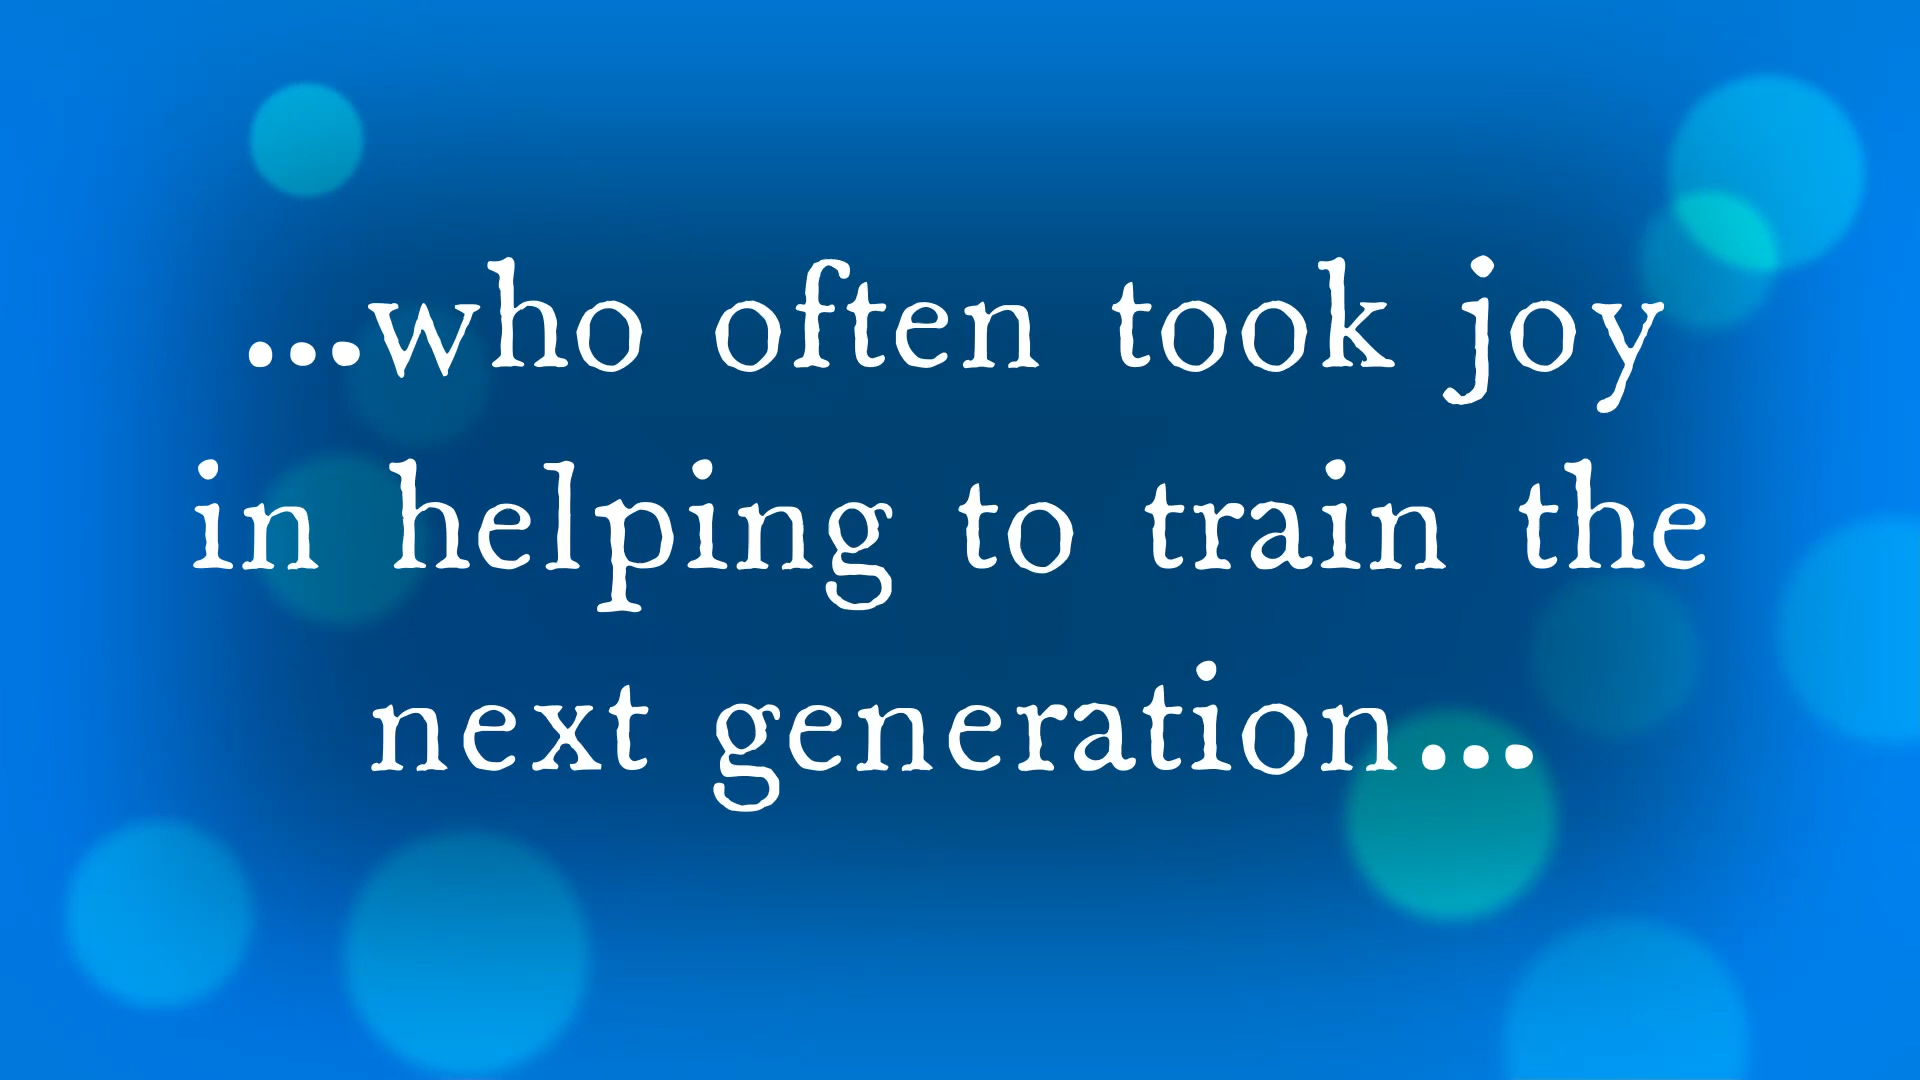 ...who often took joy
in helping to train the
next generation...